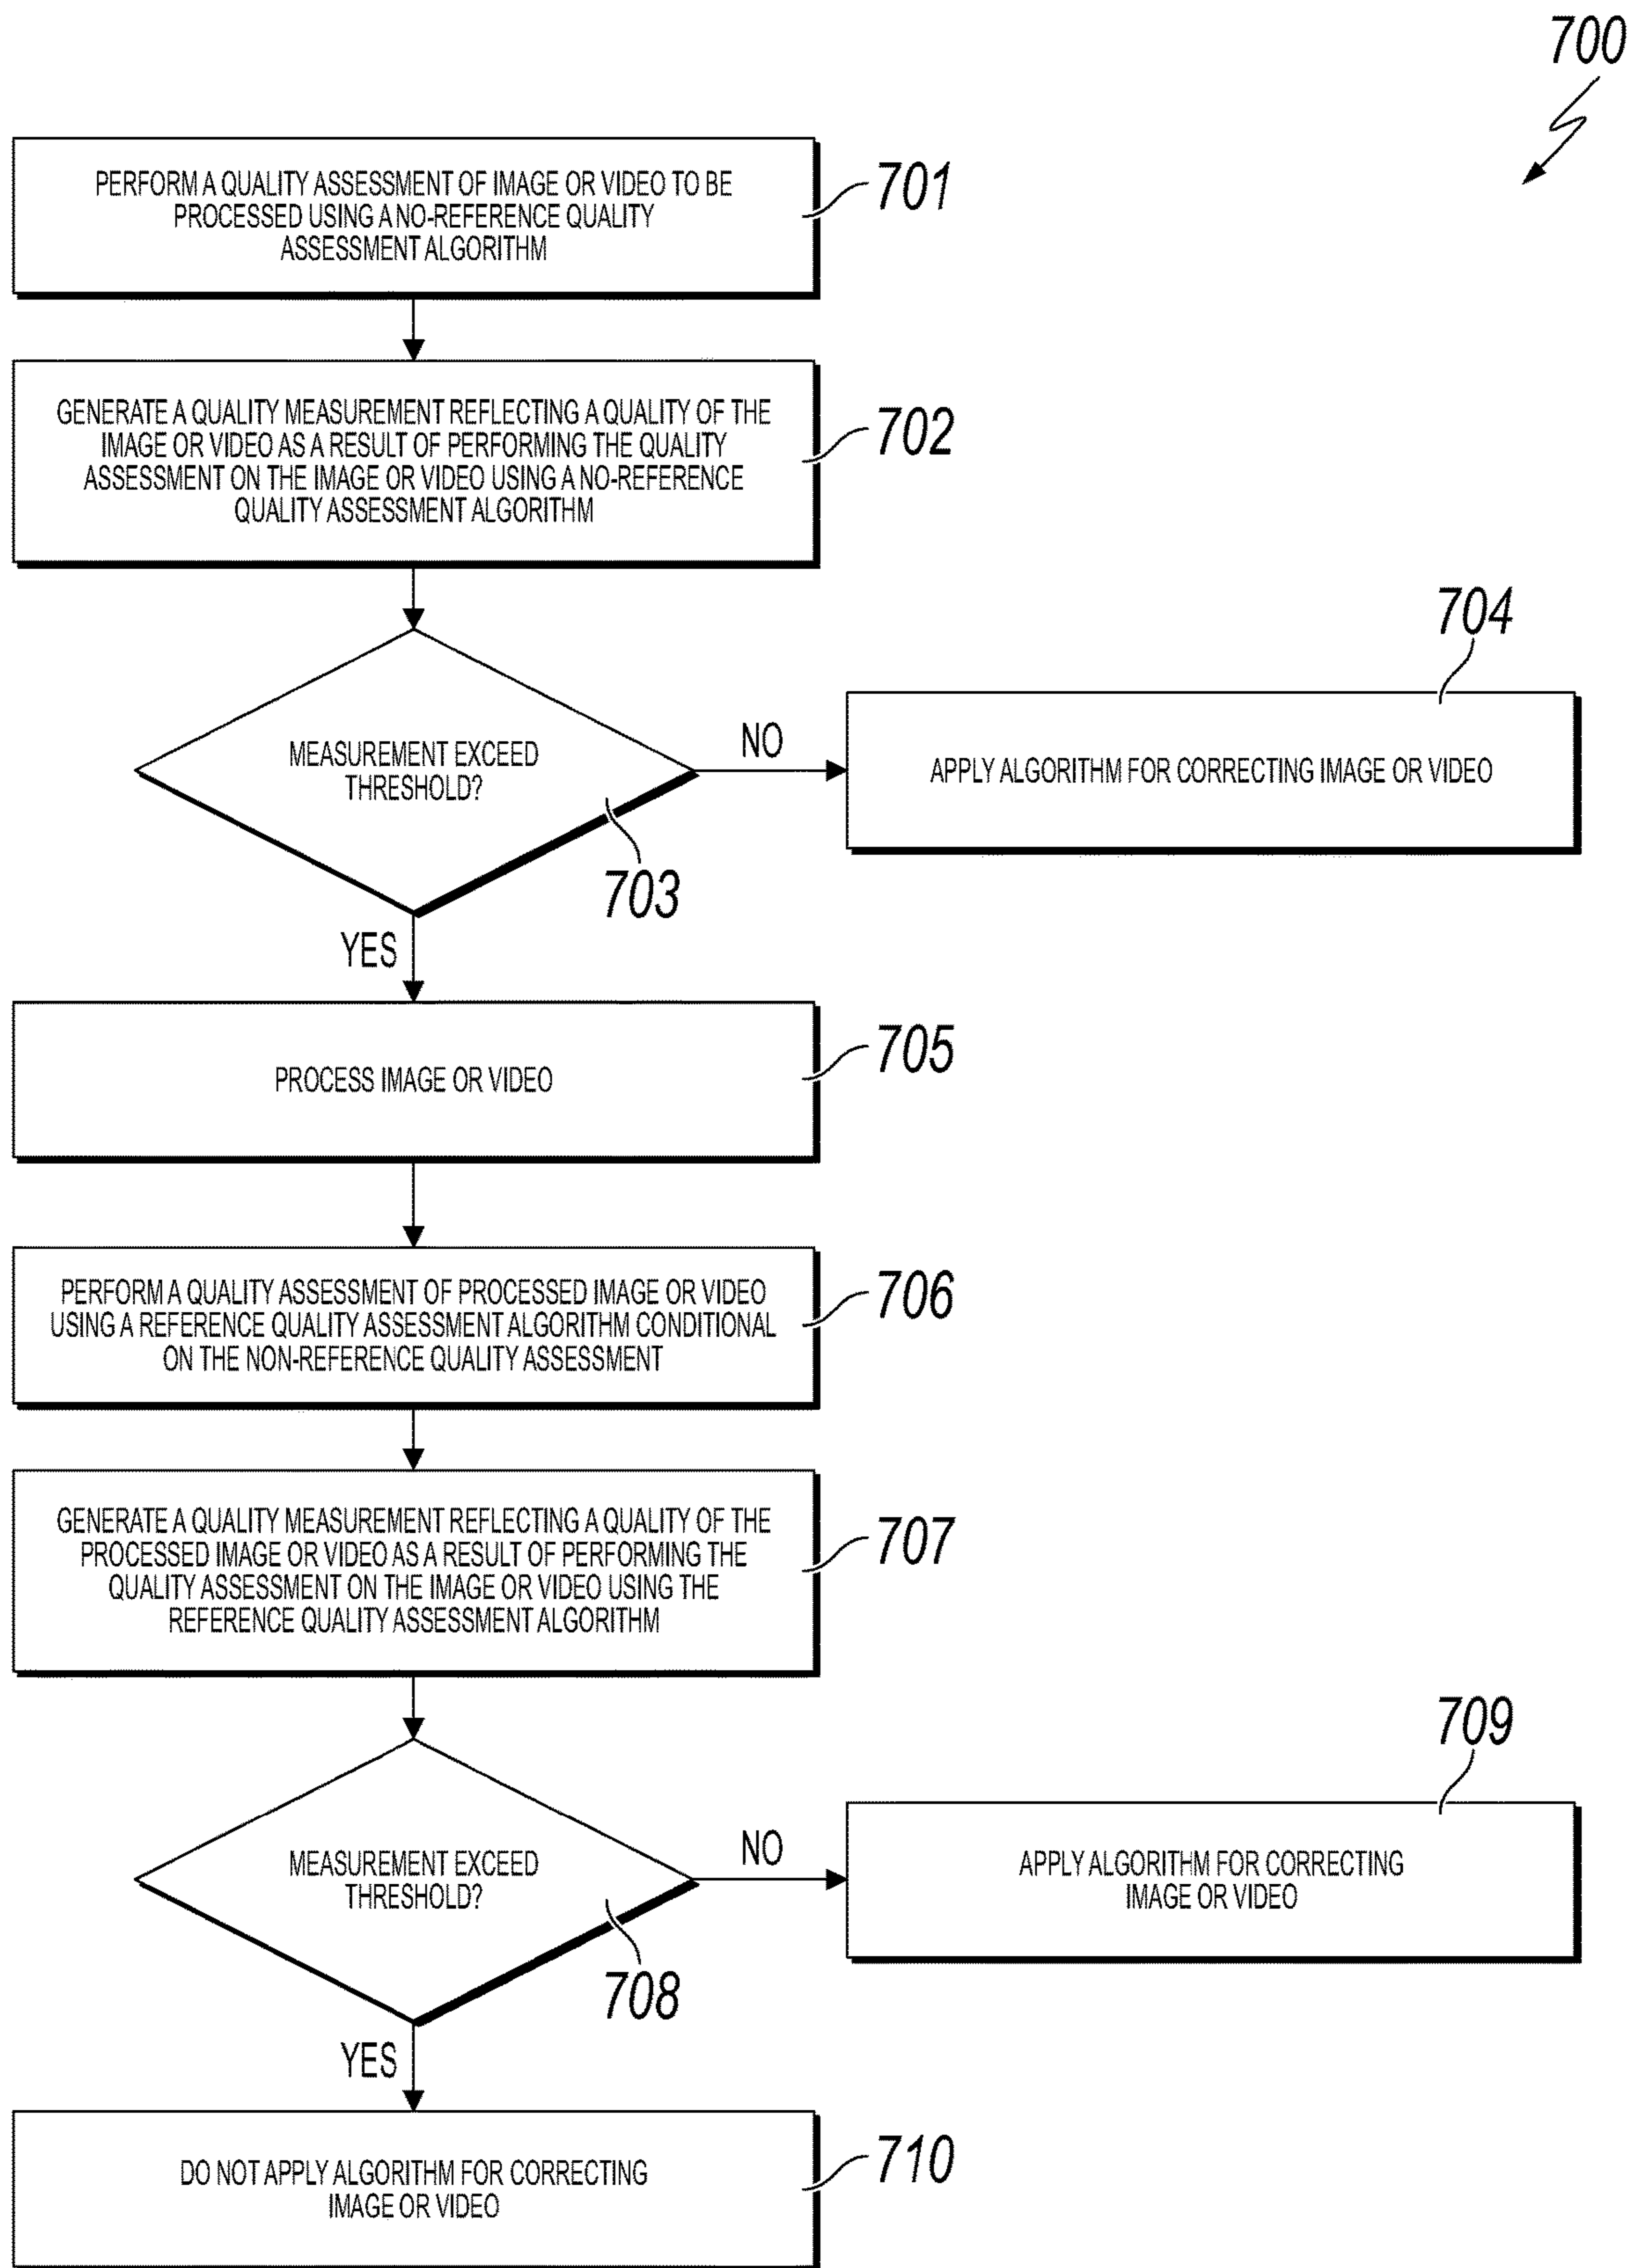 700
PERFORM A QUALITY ASSESSMENT OF IMAGE OR VIDEO TO BE
PROCESSED USING A NO-REFERENCE QUALITY
ASSESSMENT ALGORITHM
701
GENERATE A QUALITY MEASUREMENT REFLECTING A QUALITY OF THE
IMAGE OR VIDEO AS A RESULT OF PERFORMING THE QUALITY
ASSESSMENT ON THE IMAGE OR VIDEO USING A NO-REFERENCE
QUALITY ASSESSMENT ALGORITHM
702
MEASUREMENT EXCEED
THRESHOLD?
703
NO
704
APPLY ALGORITHM FOR CORRECTING IMAGE OR VIDEO
YES
PROCESS IMAGE OR VIDEO
705
PERFORM A QUALITY ASSESSMENT OF PROCESSED IMAGE OR VIDEO
USING A REFERENCE QUALITY ASSESSMENT ALGORITHM CONDITIONAL
ON THE NON-REFERENCE QUALITY ASSESSMENT
706
GENERATE A QUALITY MEASUREMENT REFLECTING A QUALITY OF THE
PROCESSED IMAGE OR VIDEO AS A RESULT OF PERFORMING THE
QUALITY ASSESSMENT ON THE IMAGE OR VIDEO USING THE
REFERENCE QUALITY ASSESSMENT ALGORITHM
707
MEASUREMENT EXCEED
THRESHOLD?
708
NO
709
APPLY ALGORITHM FOR CORRECTING
IMAGE OR VIDEO
YES
DO NOT APPLY ALGORITHM FOR CORRECTING
IMAGE OR VIDEO
710